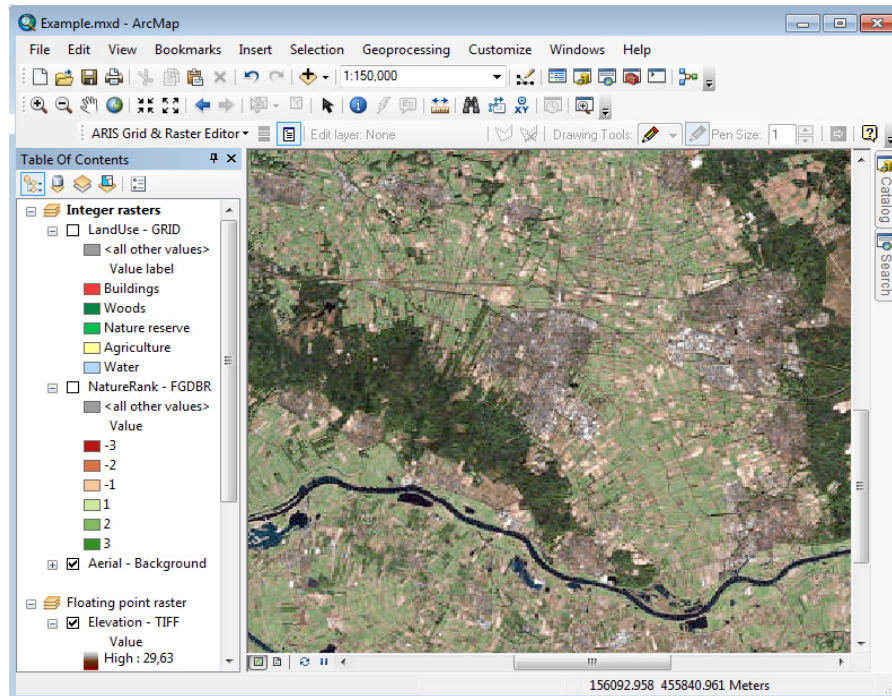 Example.mxd - ArcMap
File Edit View Bookmarks Insert Selection Geoprocessing Customize Windows Help
1:150,000
ARIS Grid & Raster Editor Edit layer: None Drawing Tools: Pen Size: 1
Table Of Contents
Catalog
Search
Integer rasters
LandUse - GRID
<all other values>
Value label
Buildings
Woods
Nature reserve
Agriculture
Water
NatureRank - FGDBR
<all other values>
Value
-3
-2
-1
1
2
3
Aerial - Background
Floating point raster
Elevation - TIFF
Value
High : 29,63
156092.958 455840.961 Meters